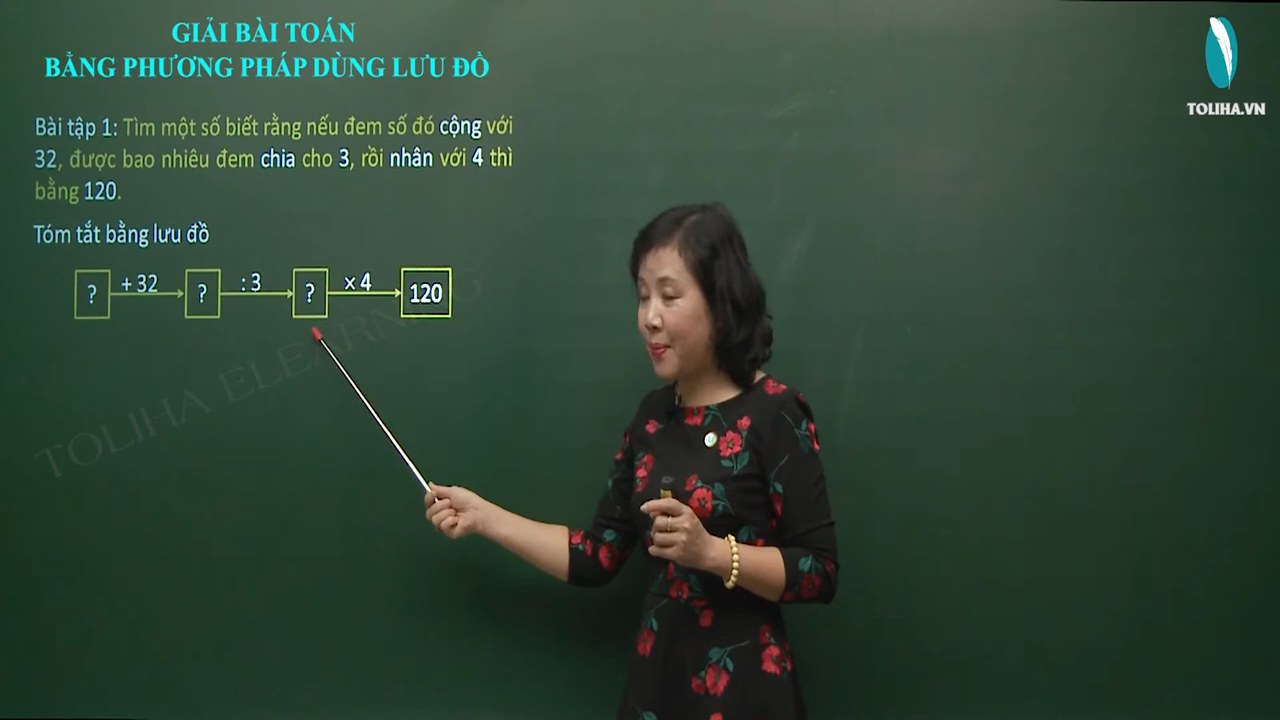 GIẢI BÀI TOÁN
BẰNG PHƯƠNG PHÁP DÙNG LƯU ĐỒ
TOLIHA.VN
Bài tập 1: Tìm một số biết rằng nếu đem số đó cộng với
32, được bao nhiêu đem chia cho 3, rồi nhân với 4 thì
bằng 120.
Tóm tắt bằng lưu đồ
? + 32 ? : 3 ? × 4 120
TOLIHA ELEARNING